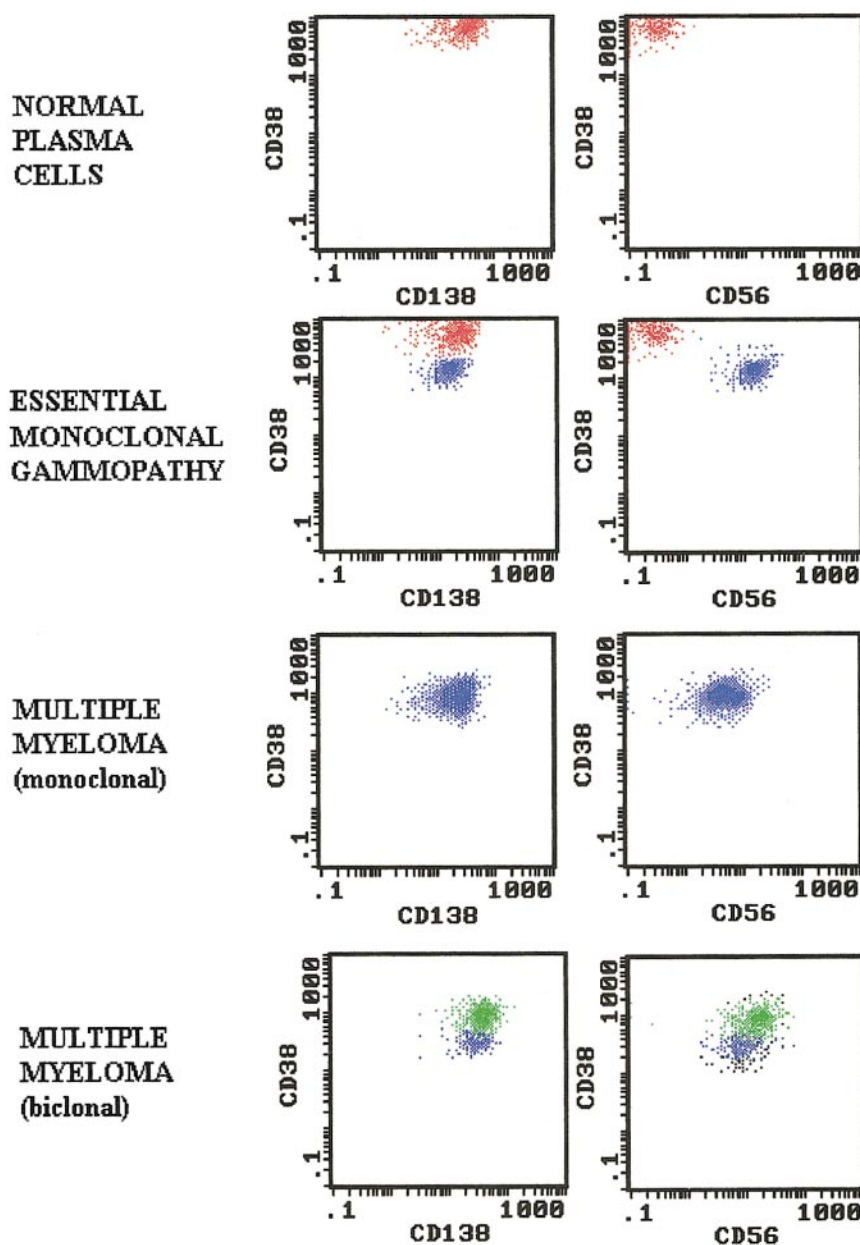 NORMAL
PLASMA
CELLS
CD38
1000
.1
.1 1000
CD138
CD38
1000
.1
.1 1000
CD56
ESSENTIAL
MONOCLONAL
GAMMOPATHY
CD38
1000
.1
.1 1000
CD138
CD38
1000
.1
.1 1000
CD56
MULTIPLE
MYELOMA
(monoclonal)
CD38
1000
.1
.1 1000
CD138
CD38
1000
.1
.1 1000
CD56
MULTIPLE
MYELOMA
(biclonal)
CD38
1000
.1
.1 1000
CD138
CD38
1000
.1
.1 1000
CD56